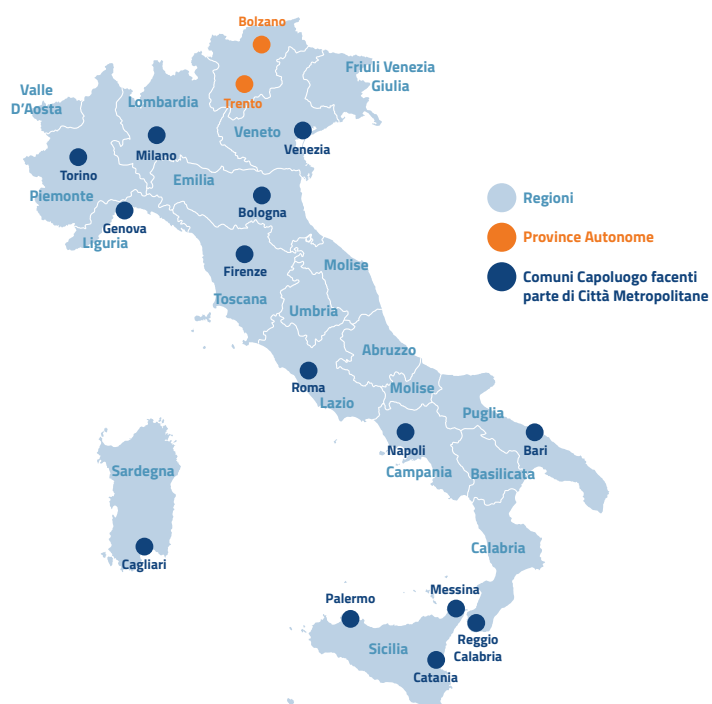 Bolzano
Friuli Venezia
Giulia
Valle
D'Aosta
Lombardia
Trento
Veneto
Venezia
Milano
Torino
Emilia
Piemonte
Bologna
Genova
Liguria
Firenze
Molise
Toscana
Umbria
Abruzzo
Roma
Lazio
Molise
Puglia
Napoli
Bari
Campania
Basilicata
Sardegna
Cagliari
Calabria
Messina
Palermo
Reggio
Calabria
Sicilia
Catania
Regioni
Province Autonome
Comuni Capoluogo facenti
parte di Città Metropolitane